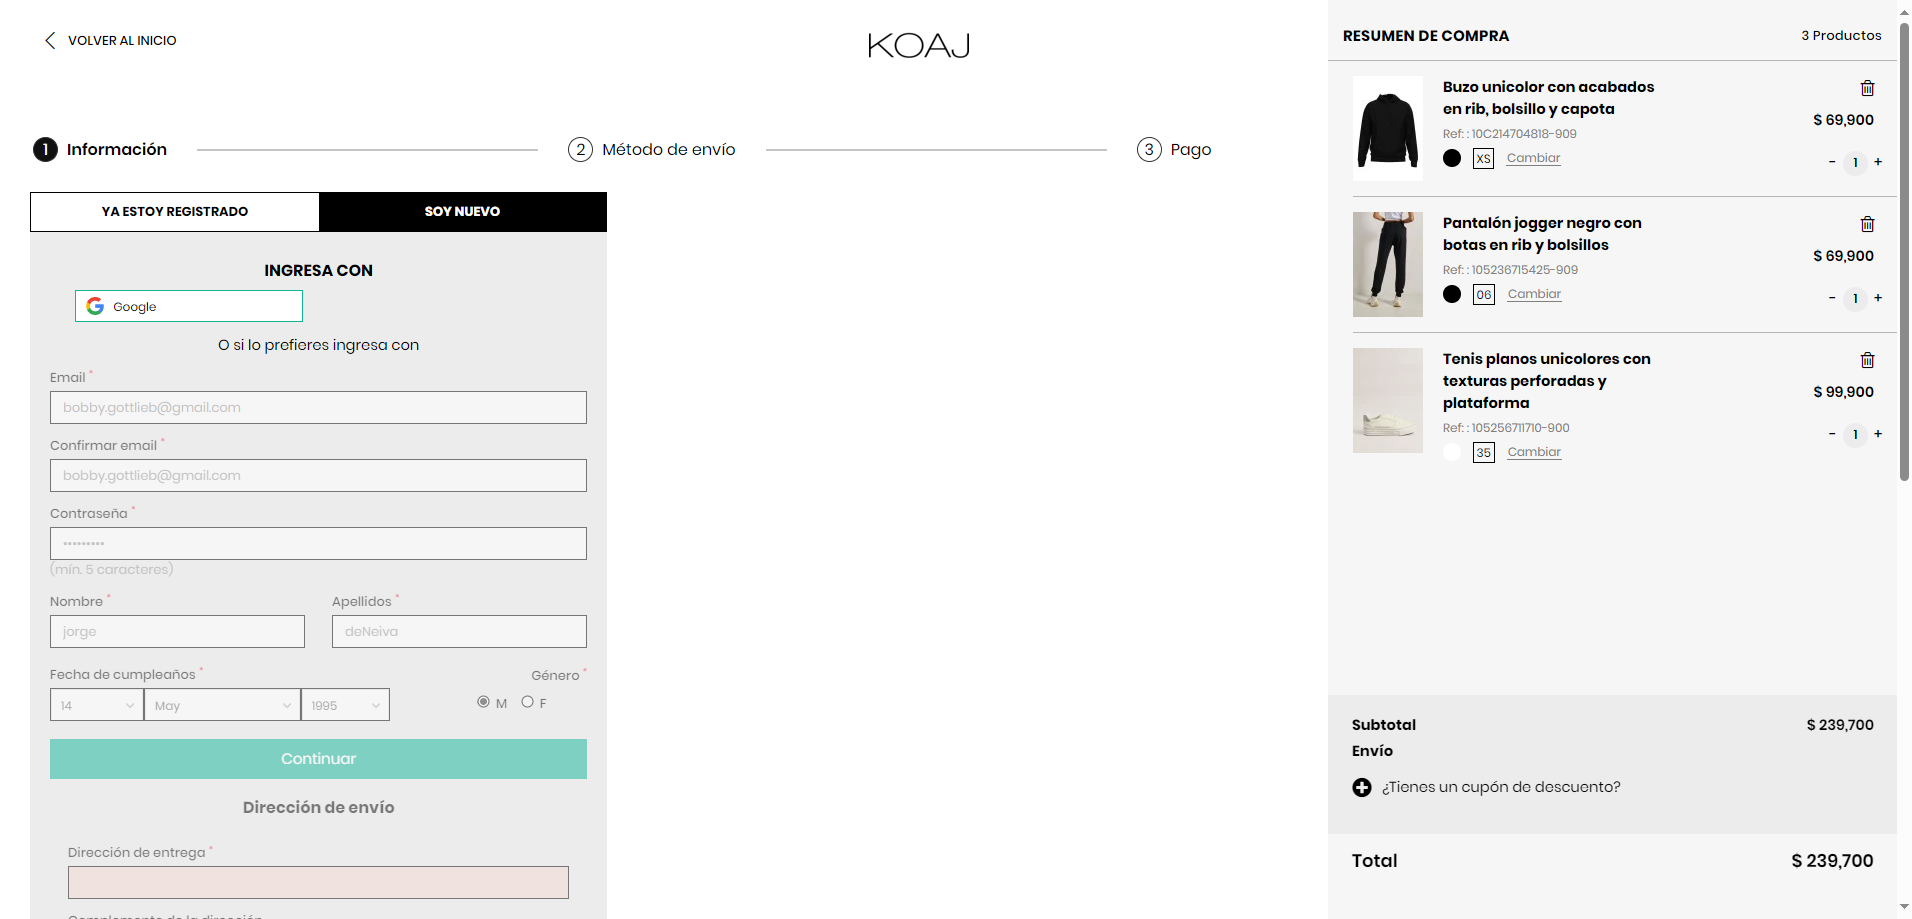 VOLVER AL INICIO
KOAJ
1 Información
2 Método de envío
3 Pago
YA ESTOY REGISTRADO
SOY NUEVO
INGRESA CON
Google
O si lo prefieres ingresa con
Email *
bobby.gottlieb@gmail.com
Confirmar email *
bobby.gottlieb@gmail.com
Contraseña *
•••••••••
(mín. 5 caracteres)
Nombre *
Apellidos *
jorge
deNeiva
Fecha de cumpleaños *
Género *
14
May
1995
M
F
Continuar
Dirección de envío
Dirección de entrega *
Complemento de la dirección
RESUMEN DE COMPRA
3 Productos
Buzo unicolor con acabados
en rib, bolsillo y capota
$ 69,900
Ref: : 10C214704818-909
XS
Cambiar
- 1 +
Pantalón jogger negro con
botas en rib y bolsillos
$ 69,900
Ref: : 105236715425-909
06
Cambiar
- 1 +
Tenis planos unicolores con
texturas perforadas y
plataforma
$ 99,900
Ref: : 105256711710-900
35
Cambiar
- 1 +
Subtotal
$ 239,700
Envío
¿Tienes un cupón de descuento?
Total
$ 239,700